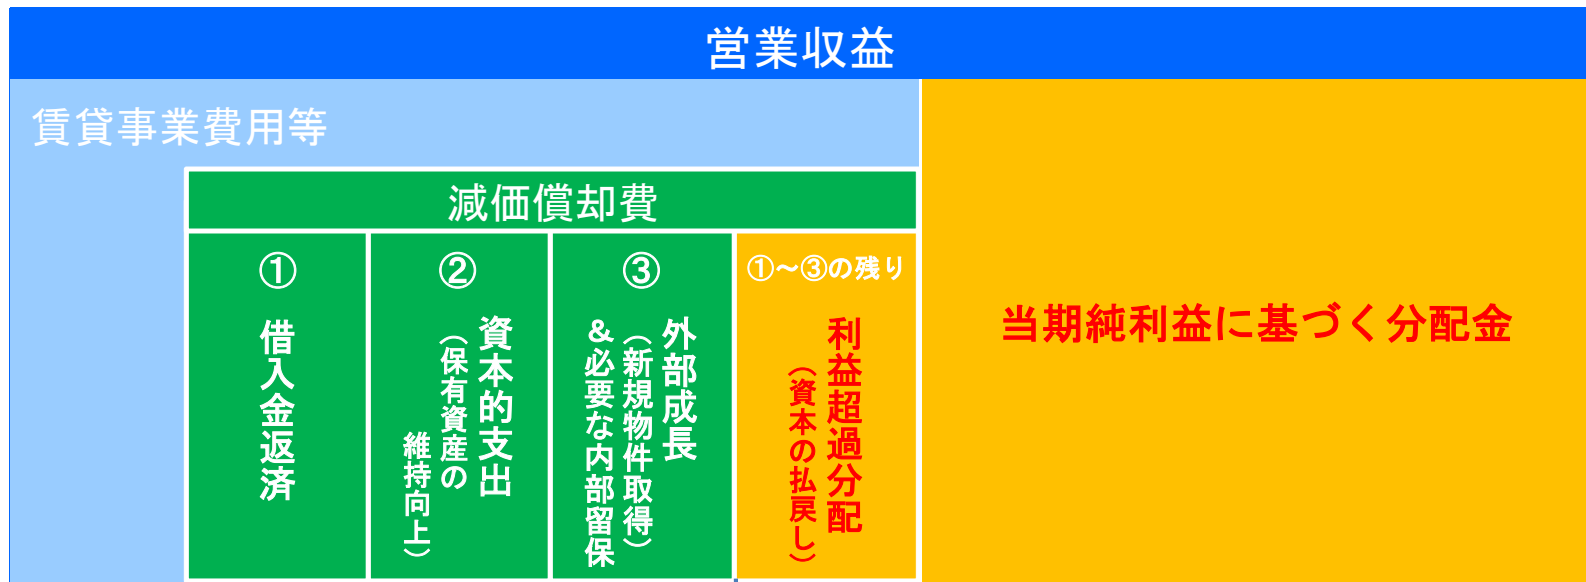 営業収益
賃貸事業費用等
減価償却費
①
借入金返済
②
資本的支出
（保有資産の
維持向上）
③
外部成長
（新規物件取得）
&必要な内部留保
①～③の残り
利益超過分配
（資本の払戻し）
当期純利益に基づく分配金